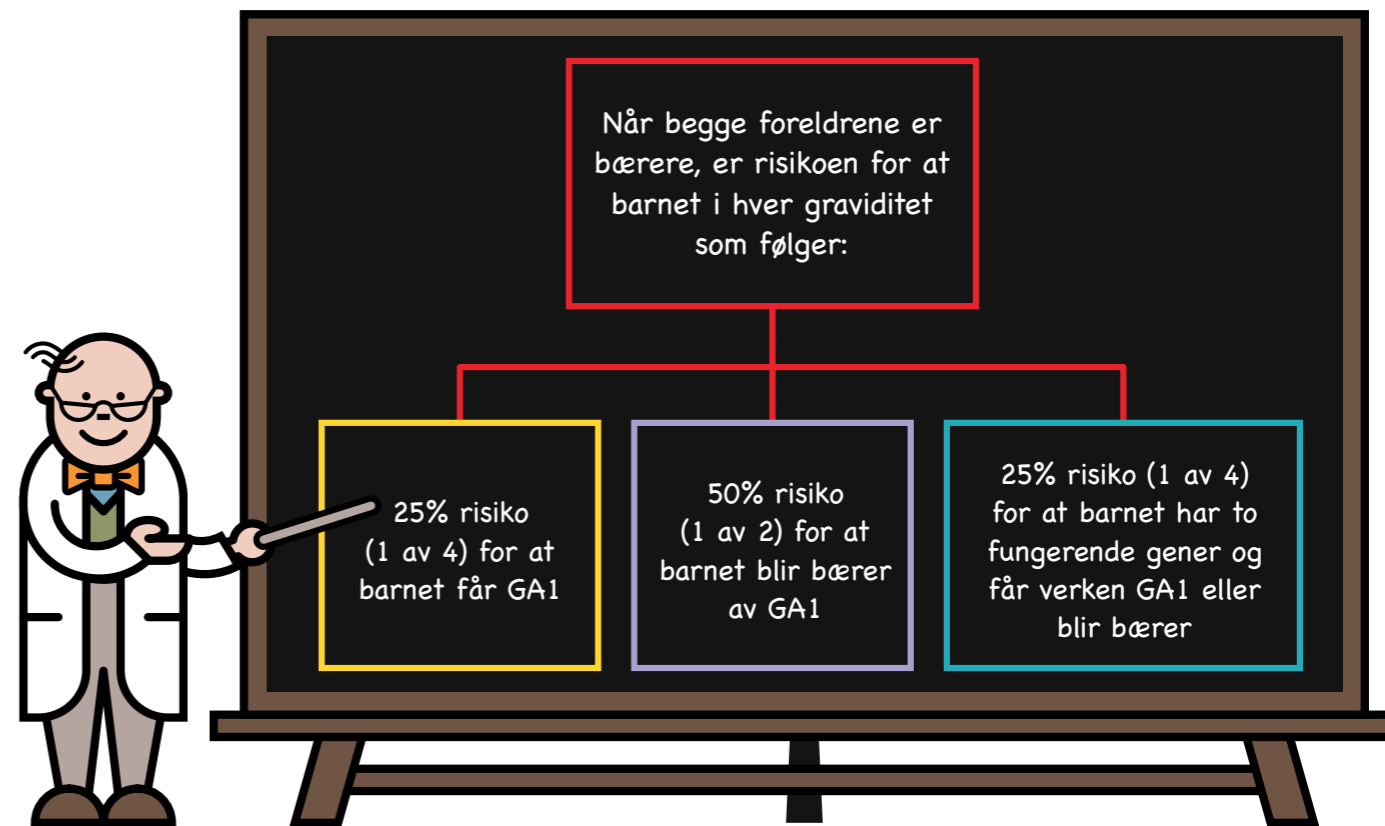 Når begge foreldrene er
bærere, er risikoen for at
barnet i hver graviditet
som følger:
25% risiko
(1 av 4) for at
barnet får GA1
50% risiko
(1 av 2) for at
barnet blir bærer
av GA1
25% risiko (1 av 4)
for at barnet har to
fungerende gener og
får verken GA1 eller
blir bærer